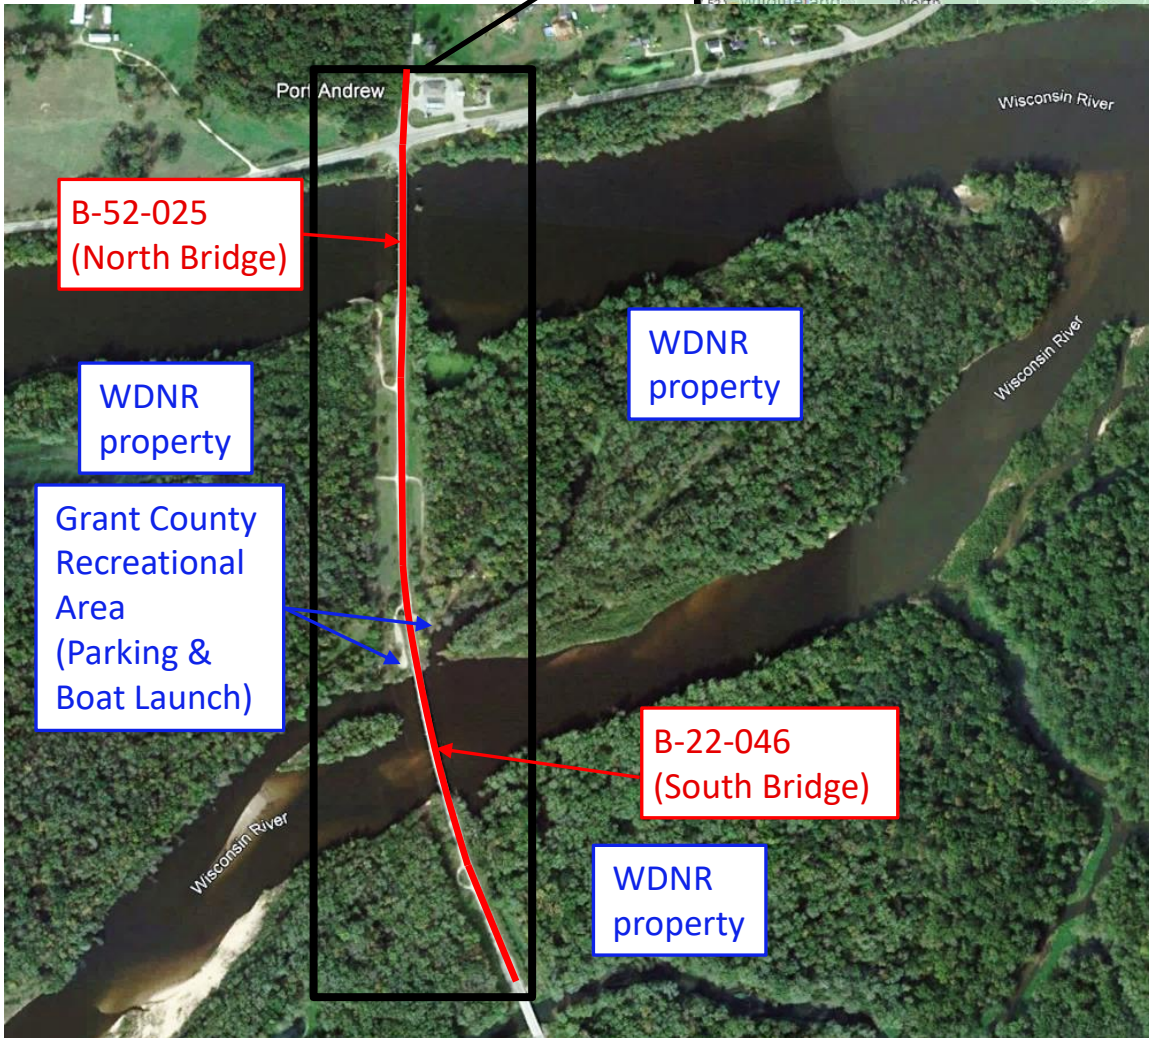 North
Port Andrew
Wisconsin River
B-52-025
(North Bridge)
WDNR
property
WDNR
property
Wisconsin River
Grant County
Recreational
Area
(Parking &
Boat Launch)
B-22-046
(South Bridge)
Wisconsin River
WDNR
property